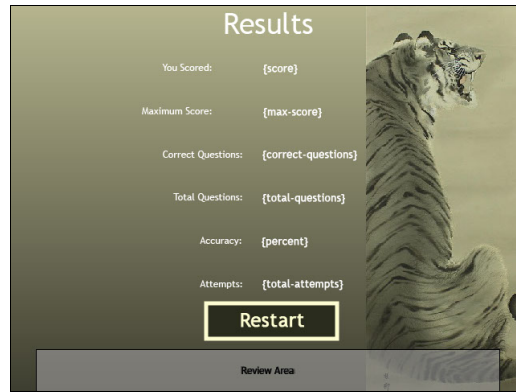 Results
You Scored: {score}
Maximum Score: {max-score}
Correct Questions: {correct-questions}
Total Questions: {total-questions}
Accuracy: {percent}
Attempts: {total-attempts}
Restart
Review Area